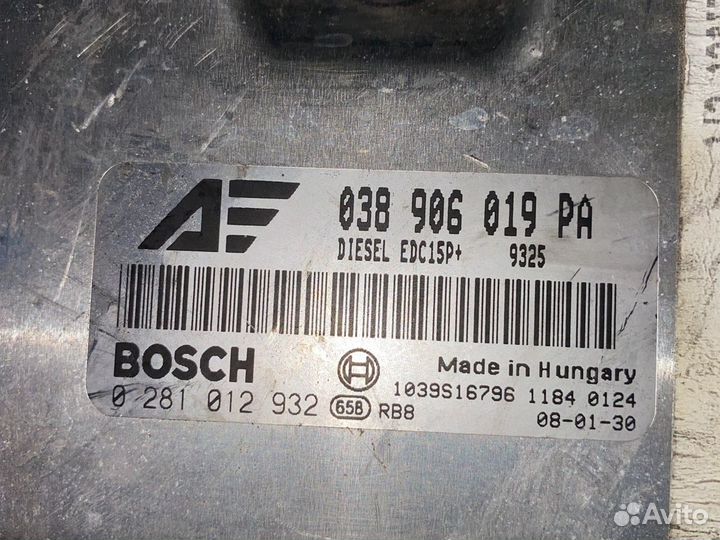 AF
038 906 019 PA
DIESEL EDC15P+ 9325
BOSCH
Made in Hungary
0 281 012 932 658 RB8
1039S16796 1184 0124
08-01-30
Avito